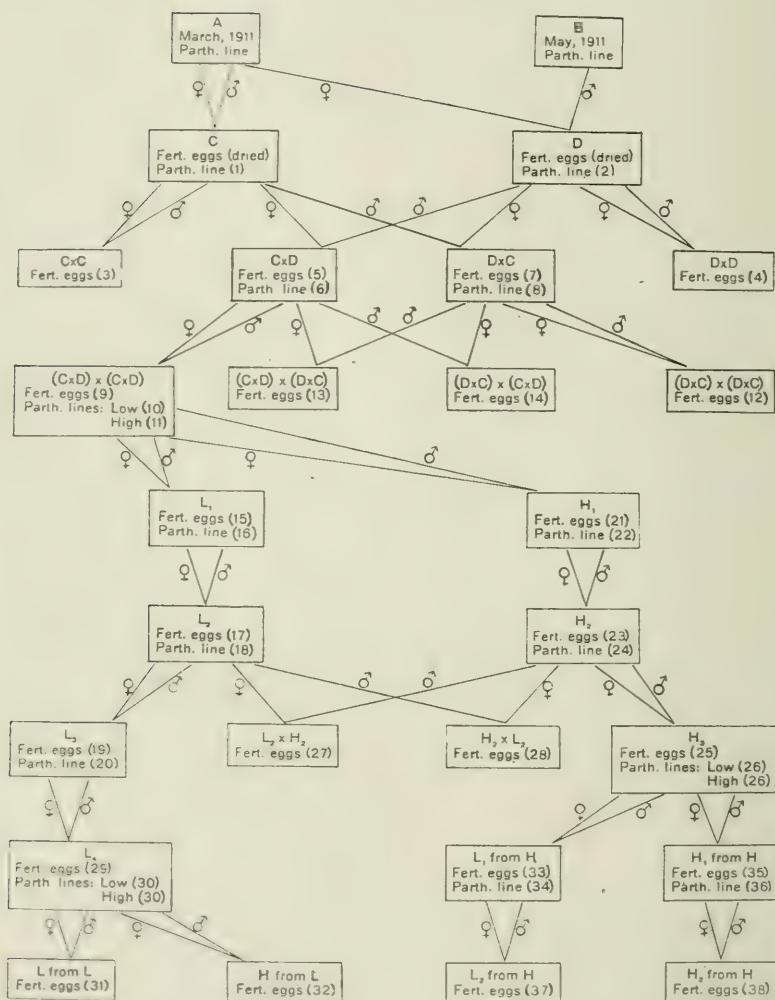 A
March, 1911
Parth. line
B
May, 1911
Parth. line
♀ ♂ ♀ ♂
C
Fert. eggs (dried)
Parth. line (1)
D
Fert. eggs (dried)
Parth. line (2)
♀ ♂ ♀ ♂ ♂ ♀ ♀ ♂
CxC
Fert. eggs (3)
CxD
Fert. eggs (5)
Parth line (6)
DxC
Fert. eggs (7)
Parth. line (8)
DxD
Fert. eggs (4)
♀ ♂ ♀ ♂ ♂ ♀ ♀ ♂
(CxD) x (CxD)
Fert. eggs (9)
Parth. lines: Low (10)
High (11)
(CxD) x (DxC)
Fert. eggs (13)
(DxC) x (CxD)
Fert. eggs (14)
(DxC) x (DxC)
Fert. eggs (12)
♀ ♂ ♀ ♂
L₁
Fert. eggs (15)
Parth. line (16)
H₁
Fert. eggs (21)
Parth. line (22)
♀ ♂ ♀ ♂
L₂
Fert. eggs (17)
Parth. line (18)
H₂
Fert. eggs (23)
Parth. line (24)
♀ ♂ ♀ ♂ ♂ ♀ ♀ ♂
L₃
Fert. eggs (19)
Parth. line (20)
L₂ x H₂
Fert. eggs (27)
H₂ x L₂
Fert. eggs (28)
H₃
Fert. eggs (25)
Parth. lines: Low (26)
High (26)
♀ ♂ ♀ ♂ ♀ ♂
L₄
Fert eggs (29)
Parth lines: Low (30)
High (30)
L₁ from H
Fert. eggs (33)
Parth. line (34)
H₁ from H
Fert. eggs (35)
Parth. line (36)
♀ ♂ ♀ ♂ ♀ ♂ ♀ ♂
L from L
Fert. eggs (31)
H from L
Fert. eggs (32)
L₂ from H
Fert. eggs (37)
H₂ from H
Fert. eggs (38)